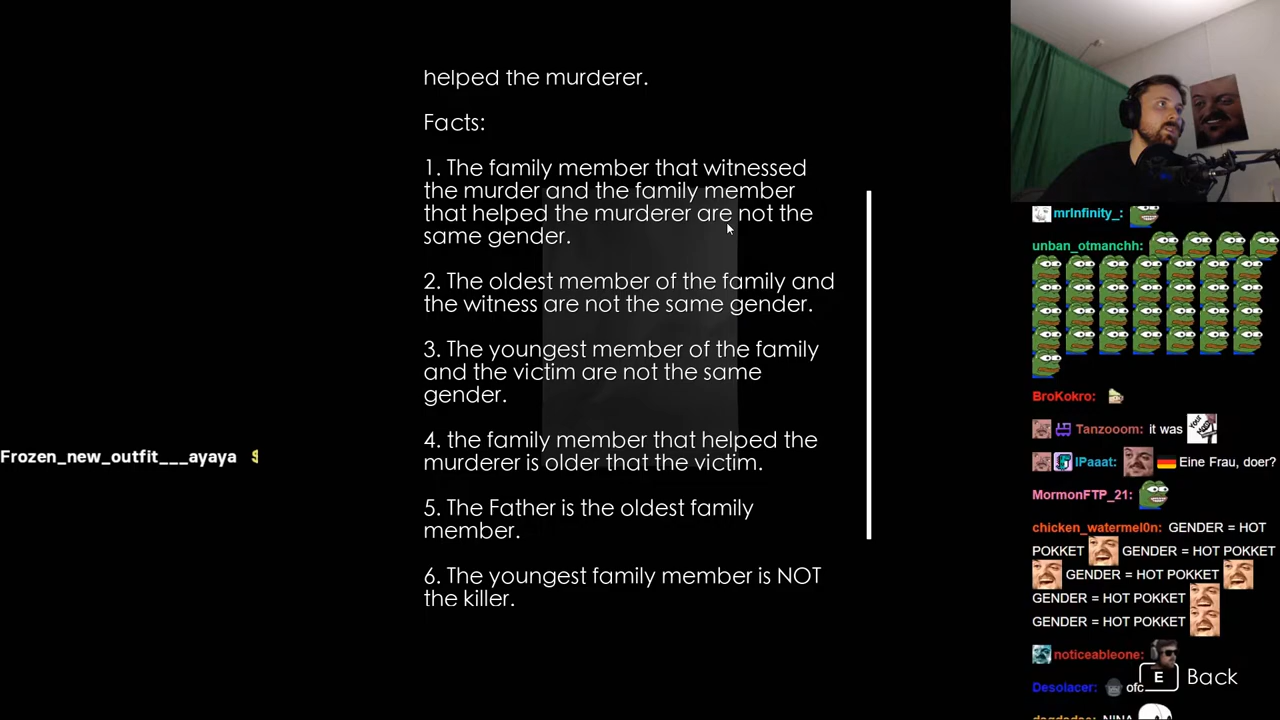 helped the murderer.
Facts:
1. The family member that witnessed
the murder and the family member
that helped the murderer are not the
same gender.
2. The oldest member of the family and
the witness are not the same gender.
3. The youngest member of the family
and the victim are not the same
gender.
4. the family member that helped the
murderer is older that the victim.
5. The Father is the oldest family
member.
6. The youngest family member is NOT
the killer.
Frozen_new_outfit___ayaya
mrInfinity_:
unban_otmanchh:
BroKokro:
Tanzooom: it was
IPaaat: Eine Frau, doer?
MormonFTP_21:
chicken_watermel0n: GENDER = HOT
POKKET GENDER = HOT POKKET
GENDER = HOT POKKET
GENDER = HOT POKKET
GENDER = HOT POKKET
noticeableone:
Desolacer: ofc
E Back